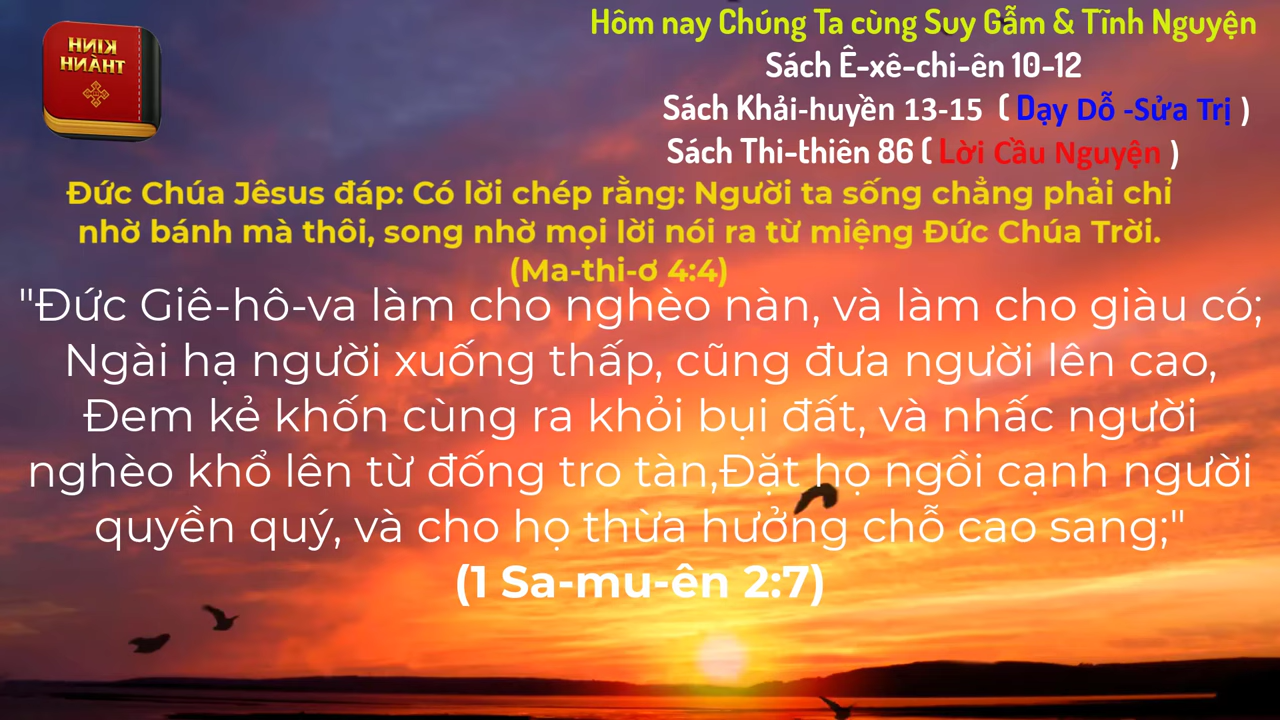 KINH
THÁNH
Hôm nay Chúng Ta cùng Suy Gẫm & Tĩnh Nguyện
Sách Ê-xê-chi-ên 10-12
Sách Khải-huyền 13-15 ( Dạy Dỗ -Sửa Trị )
Sách Thi-thiên 86 ( Lời Cầu Nguyện )
Đức Chúa Jêsus đáp: Có lời chép rằng: Người ta sống chẳng phải chỉ
nhờ bánh mà thôi, song nhờ mọi lời nói ra từ miệng Đức Chúa Trời.
(Ma-thi-ơ 4:4)
"Đức Giê-hô-va làm cho nghèo nàn, và làm cho giàu có;
Ngài hạ người xuống thấp, cũng đưa người lên cao,
Đem kẻ khốn cùng ra khỏi bụi đất, và nhấc người
nghèo khổ lên từ đống tro tàn,Đặt họ ngồi cạnh người
quyền quý, và cho họ thừa hưởng chỗ cao sang;"
(1 Sa-mu-ên 2:7)